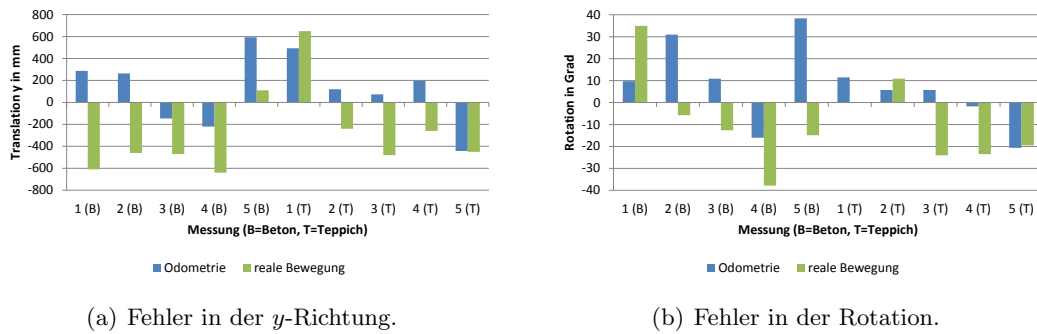 800
600
400
200
0
-200
-400
-600
-800
Translation y in mm
1 (B) 2 (B) 3 (B) 4 (B) 5 (B) 1 (T) 2 (T) 3 (T) 4 (T) 5 (T)
Messung (B=Beton, T=Teppich)
Odometrie reale Bewegung
(a) Fehler in der y-Richtung.
40
30
20
10
0
-10
-20
-30
-40
Rotation in Grad
1 (B) 2 (B) 3 (B) 4 (B) 5 (B) 1 (T) 2 (T) 3 (T) 4 (T) 5 (T)
Messung (B=Beton, T=Teppich)
Odometrie reale Bewegung
(b) Fehler in der Rotation.